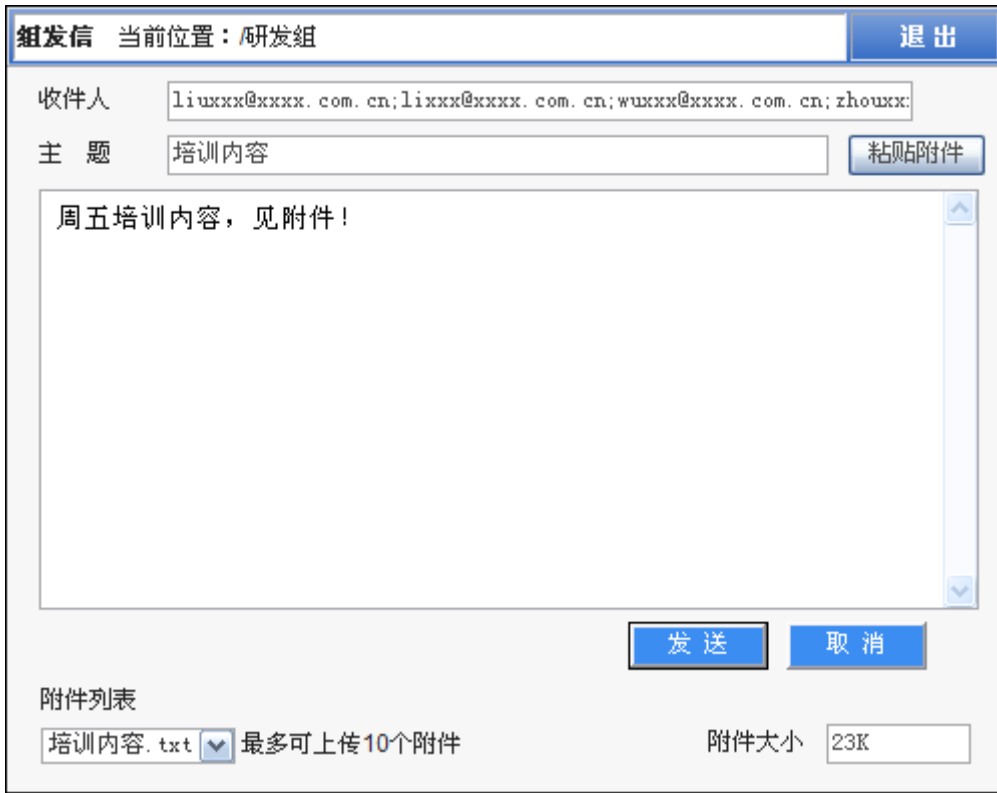 组发信 当前位置：/研发组 退出
收件人 liuxxx@xxxx.com.cn;lixxx@xxxx.com.cn;wuxxx@xxxx.com.cn;zhouxx
主 题 培训内容 粘贴附件
周五培训内容，见附件！
发 送 取 消
附件列表
培训内容.txt 最多可上传10个附件 附件大小 23K